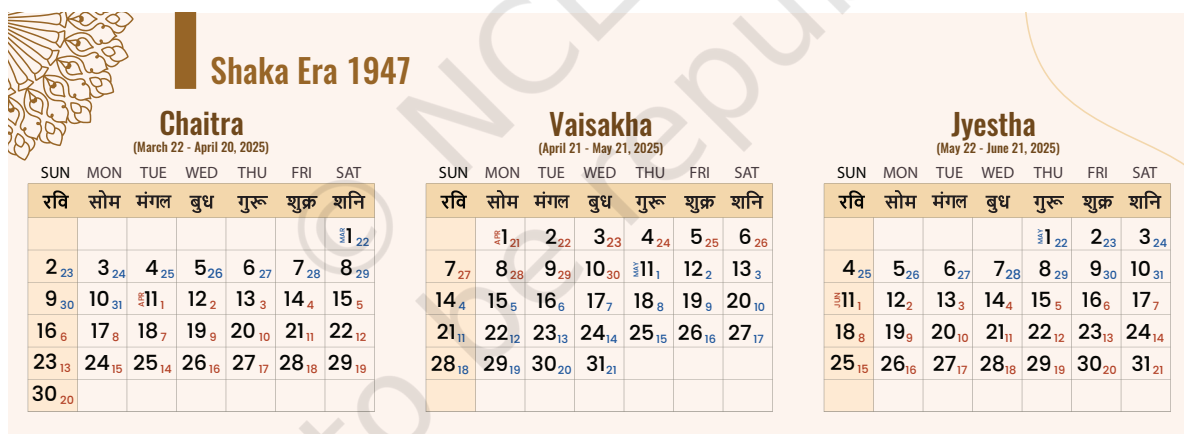 Shaka Era 1947
Chaitra
(March 22 - April 20, 2025)
SUN MON TUE WED THU FRI SAT
रवि सोम मंगल बुध गुरू शुक्र शनि
MAR 1 22
2 23 3 24 4 25 5 26 6 27 7 28 8 29
9 30 10 31 APR 11 1 12 2 13 3 14 4 15 5
16 6 17 8 18 7 19 9 20 10 21 11 22 12
23 13 24 15 25 14 26 16 27 17 28 18 29 19
30 20
Vaisakha
(April 21 - May 21, 2025)
SUN MON TUE WED THU FRI SAT
रवि सोम मंगल बुध गुरू शुक्र शनि
APR 1 21 2 22 3 23 4 24 5 25 6 26
7 27 8 28 9 29 10 30 MAY 11 1 12 2 13 3
14 4 15 5 16 6 17 7 18 8 19 9 20 10
21 11 22 12 23 13 24 14 25 15 26 16 27 17
28 18 29 19 30 20 31 21
Jyestha
(May 22 - June 21, 2025)
SUN MON TUE WED THU FRI SAT
रवि सोम मंगल बुध गुरू शुक्र शनि
MAY 1 22 2 23 3 24
4 25 5 26 6 27 7 28 8 29 9 30 10 31
JUN 11 1 12 2 13 3 14 4 15 5 16 6 17 7
18 8 19 9 20 10 21 11 22 12 23 13 24 14
25 15 26 16 27 17 28 18 29 19 30 20 31 21
© NCE
to be repu